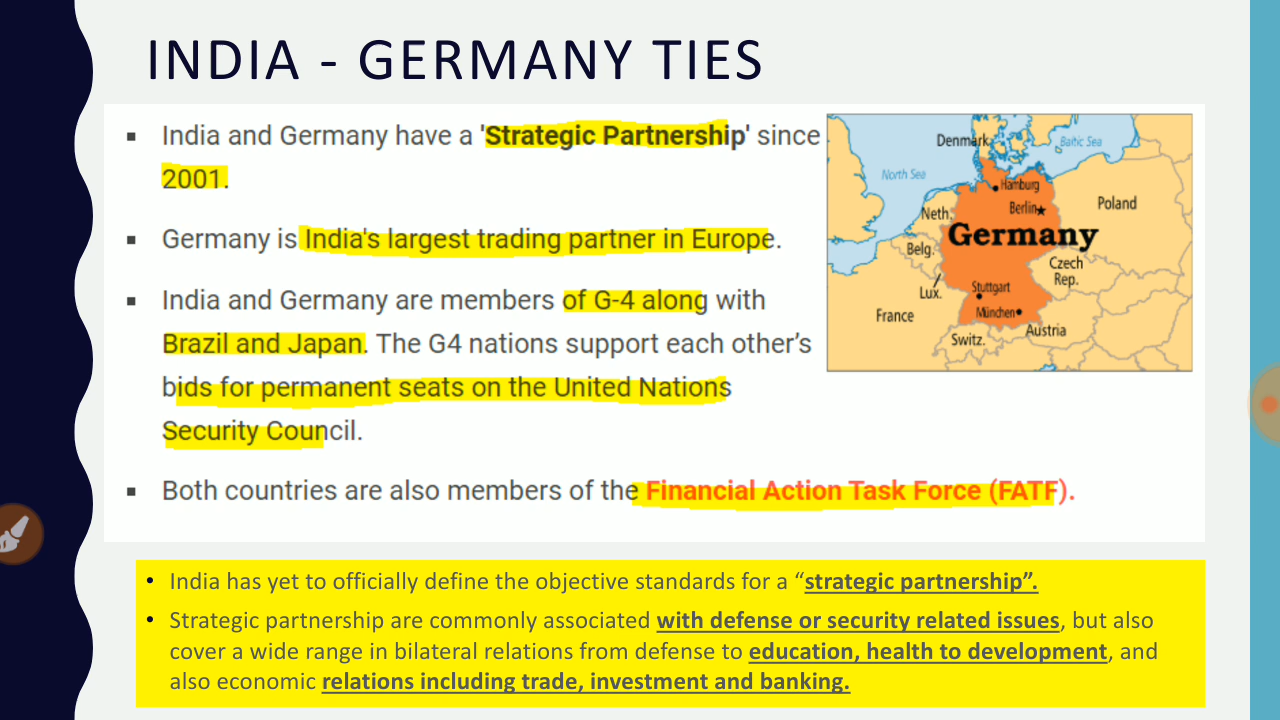 INDIA - GERMANY TIES
▪ India and Germany have a 'Strategic Partnership' since
2001.
▪ Germany is India's largest trading partner in Europe.
▪ India and Germany are members of G-4 along with
Brazil and Japan. The G4 nations support each other’s
bids for permanent seats on the United Nations
Security Council.
▪ Both countries are also members of the Financial Action Task Force (FATF).
Denmark
Baltic Sea
North Sea
Hamburg
Berlin
Poland
Neth.
Germany
Belg.
Czech
Rep.
Lux.
Stuttgart
France
München
Austria
Switz.
• India has yet to officially define the objective standards for a “strategic partnership”.
• Strategic partnership are commonly associated with defense or security related issues, but also
cover a wide range in bilateral relations from defense to education, health to development, and
also economic relations including trade, investment and banking.